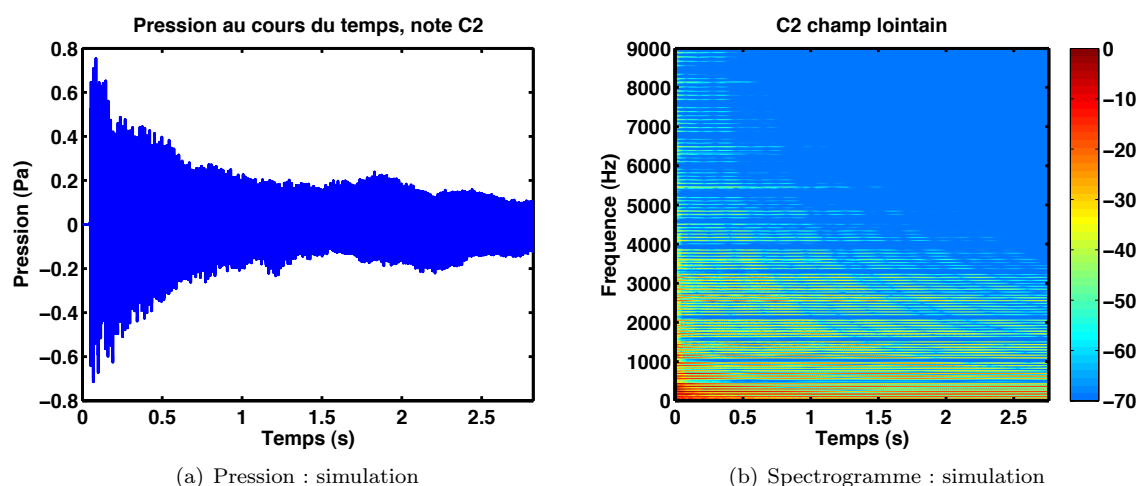 Pression au cours du temps, note C2
0.8
0.6
0.4
0.2
0
−0.2
−0.4
−0.6
−0.8
Pression (Pa)
0 0.5 1 1.5 2 2.5
Temps (s)
(a) Pression : simulation
C2 champ lointain
9000
8000
7000
6000
5000
4000
3000
2000
1000
0
Frequence (Hz)
0 0.5 1 1.5 2 2.5
Temps (s)
0
−10
−20
−30
−40
−50
−60
−70
(b) Spectrogramme : simulation